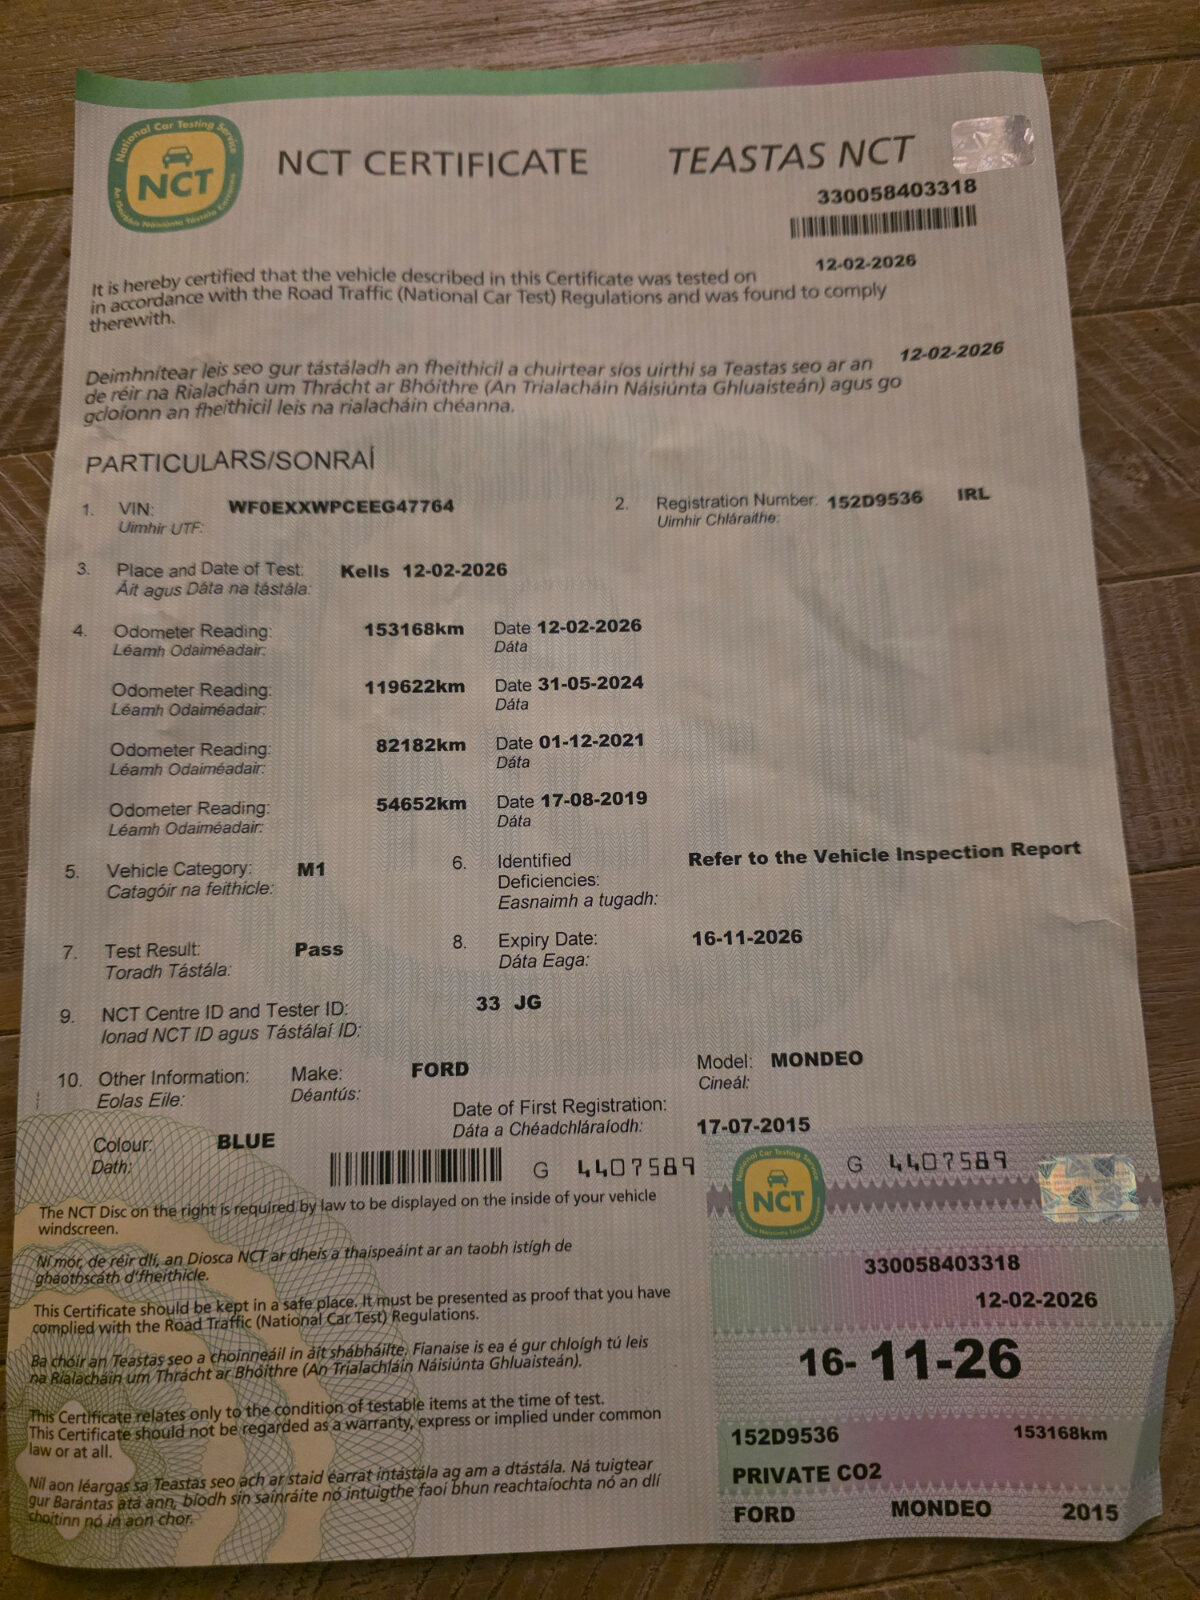 National Car Testing Service
NCT
An tSeirbhís Náisiúnta Tástála Carranna
NCT CERTIFICATE TEASTAS NCT
330058403318
It is hereby certified that the vehicle described in this Certificate was tested on 12-02-2026
in accordance with the Road Traffic (National Car Test) Regulations and was found to comply
therewith.
Deimhnítear leis seo gur tástáladh an fheithicil a chuirtear síos uirthi sa Teastas seo ar an 12-02-2026
de réir na Rialachán um Thrácht ar Bhóithre (An Trialacháin Náisiúnta Ghluaisteán) agus go
gcloíonn an fheithicil leis na rialacháin chéanna.
PARTICULARS/SONRAÍ
1. VIN: WF0EXXWPCEEG47764 2. Registration Number: 152D9536 IRL
Uimhir UTF: Uimhir Chláraithe:
3. Place and Date of Test: Kells 12-02-2026
Áit agus Dáta na tástála:
4. Odometer Reading: 153168km Date 12-02-2026
Léamh Odaiméadair: Dáta
Odometer Reading: 119622km Date 31-05-2024
Léamh Odaiméadair: Dáta
Odometer Reading: 82182km Date 01-12-2021
Léamh Odaiméadair: Dáta
Odometer Reading: 54652km Date 17-08-2019
Léamh Odaiméadair: Dáta
5. Vehicle Category: M1 6. Identified Refer to the Vehicle Inspection Report
Catagóir na feithicle: Deficiencies:
Easnaimh a tugadh:
7. Test Result: Pass 8. Expiry Date: 16-11-2026
Toradh Tástála: Dáta Eaga:
9. NCT Centre ID and Tester ID: 33 JG
Ionad NCT ID agus Tástálaí ID:
10. Other Information: Make: FORD Model: MONDEO
Eolas Eile: Déantús: Cineál:
Date of First Registration:
Dáta a Chéadchláraíodh: 17-07-2015
Colour: BLUE
Dath:
G 4407589
The NCT Disc on the right is required by law to be displayed on the inside of your vehicle
windscreen.
Ní mór, de réir dlí, an Diosca NCT ar dheis a thaispeáint ar an taobh istigh de
ghaothscáth d'fheithicle.
This Certificate should be kept in a safe place. It must be presented as proof that you have
complied with the Road Traffic (National Car Test) Regulations.
Ba chóir an Teastas seo a choinneáil in áit shábháilte. Fianaise is ea é gur chloígh tú leis
na Rialacháin um Thrácht ar Bhóithre (An Trialachláin Náisiúnta Ghluaisteán).
This Certificate relates only to the condition of testable items at the time of test.
This Certificate should not be regarded as a warranty, express or implied under common
law or at all.
Níl aon léargas sa Teastas seo ach ar staid earraí intástála ag am a dtástála. Ná tuigtear
gur Barántas atá ann, bíodh sin sainráite nó intuigthe faoi bhun reachtaíochta nó an dlí
choitinn nó in aon chor.
National Car Testing Service
NCT
G 4407589
330058403318
12-02-2026
16-11-26
152D9536 153168km
PRIVATE CO2
FORD MONDEO 2015